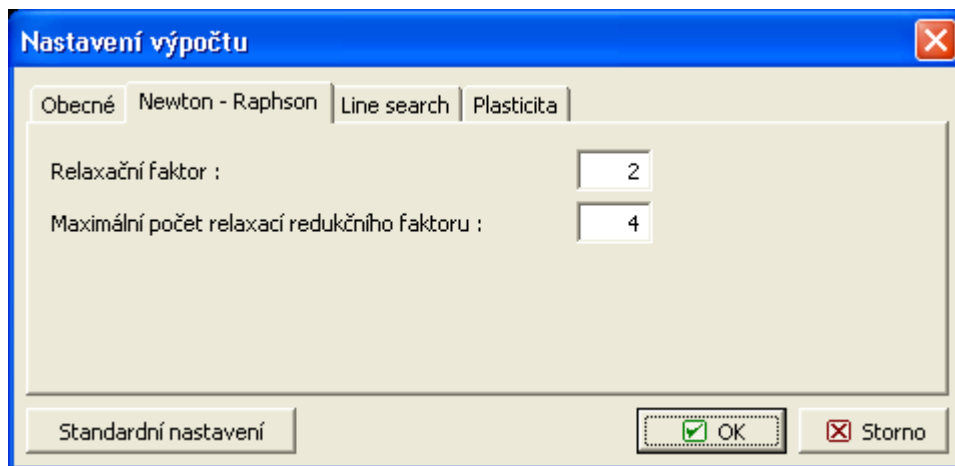 Nastavení výpočtu
Obecné Newton - Raphson Line search Plasticita
Relaxační faktor : 2
Maximální počet relaxací redukčního faktoru : 4
Standardní nastavení OK Storno